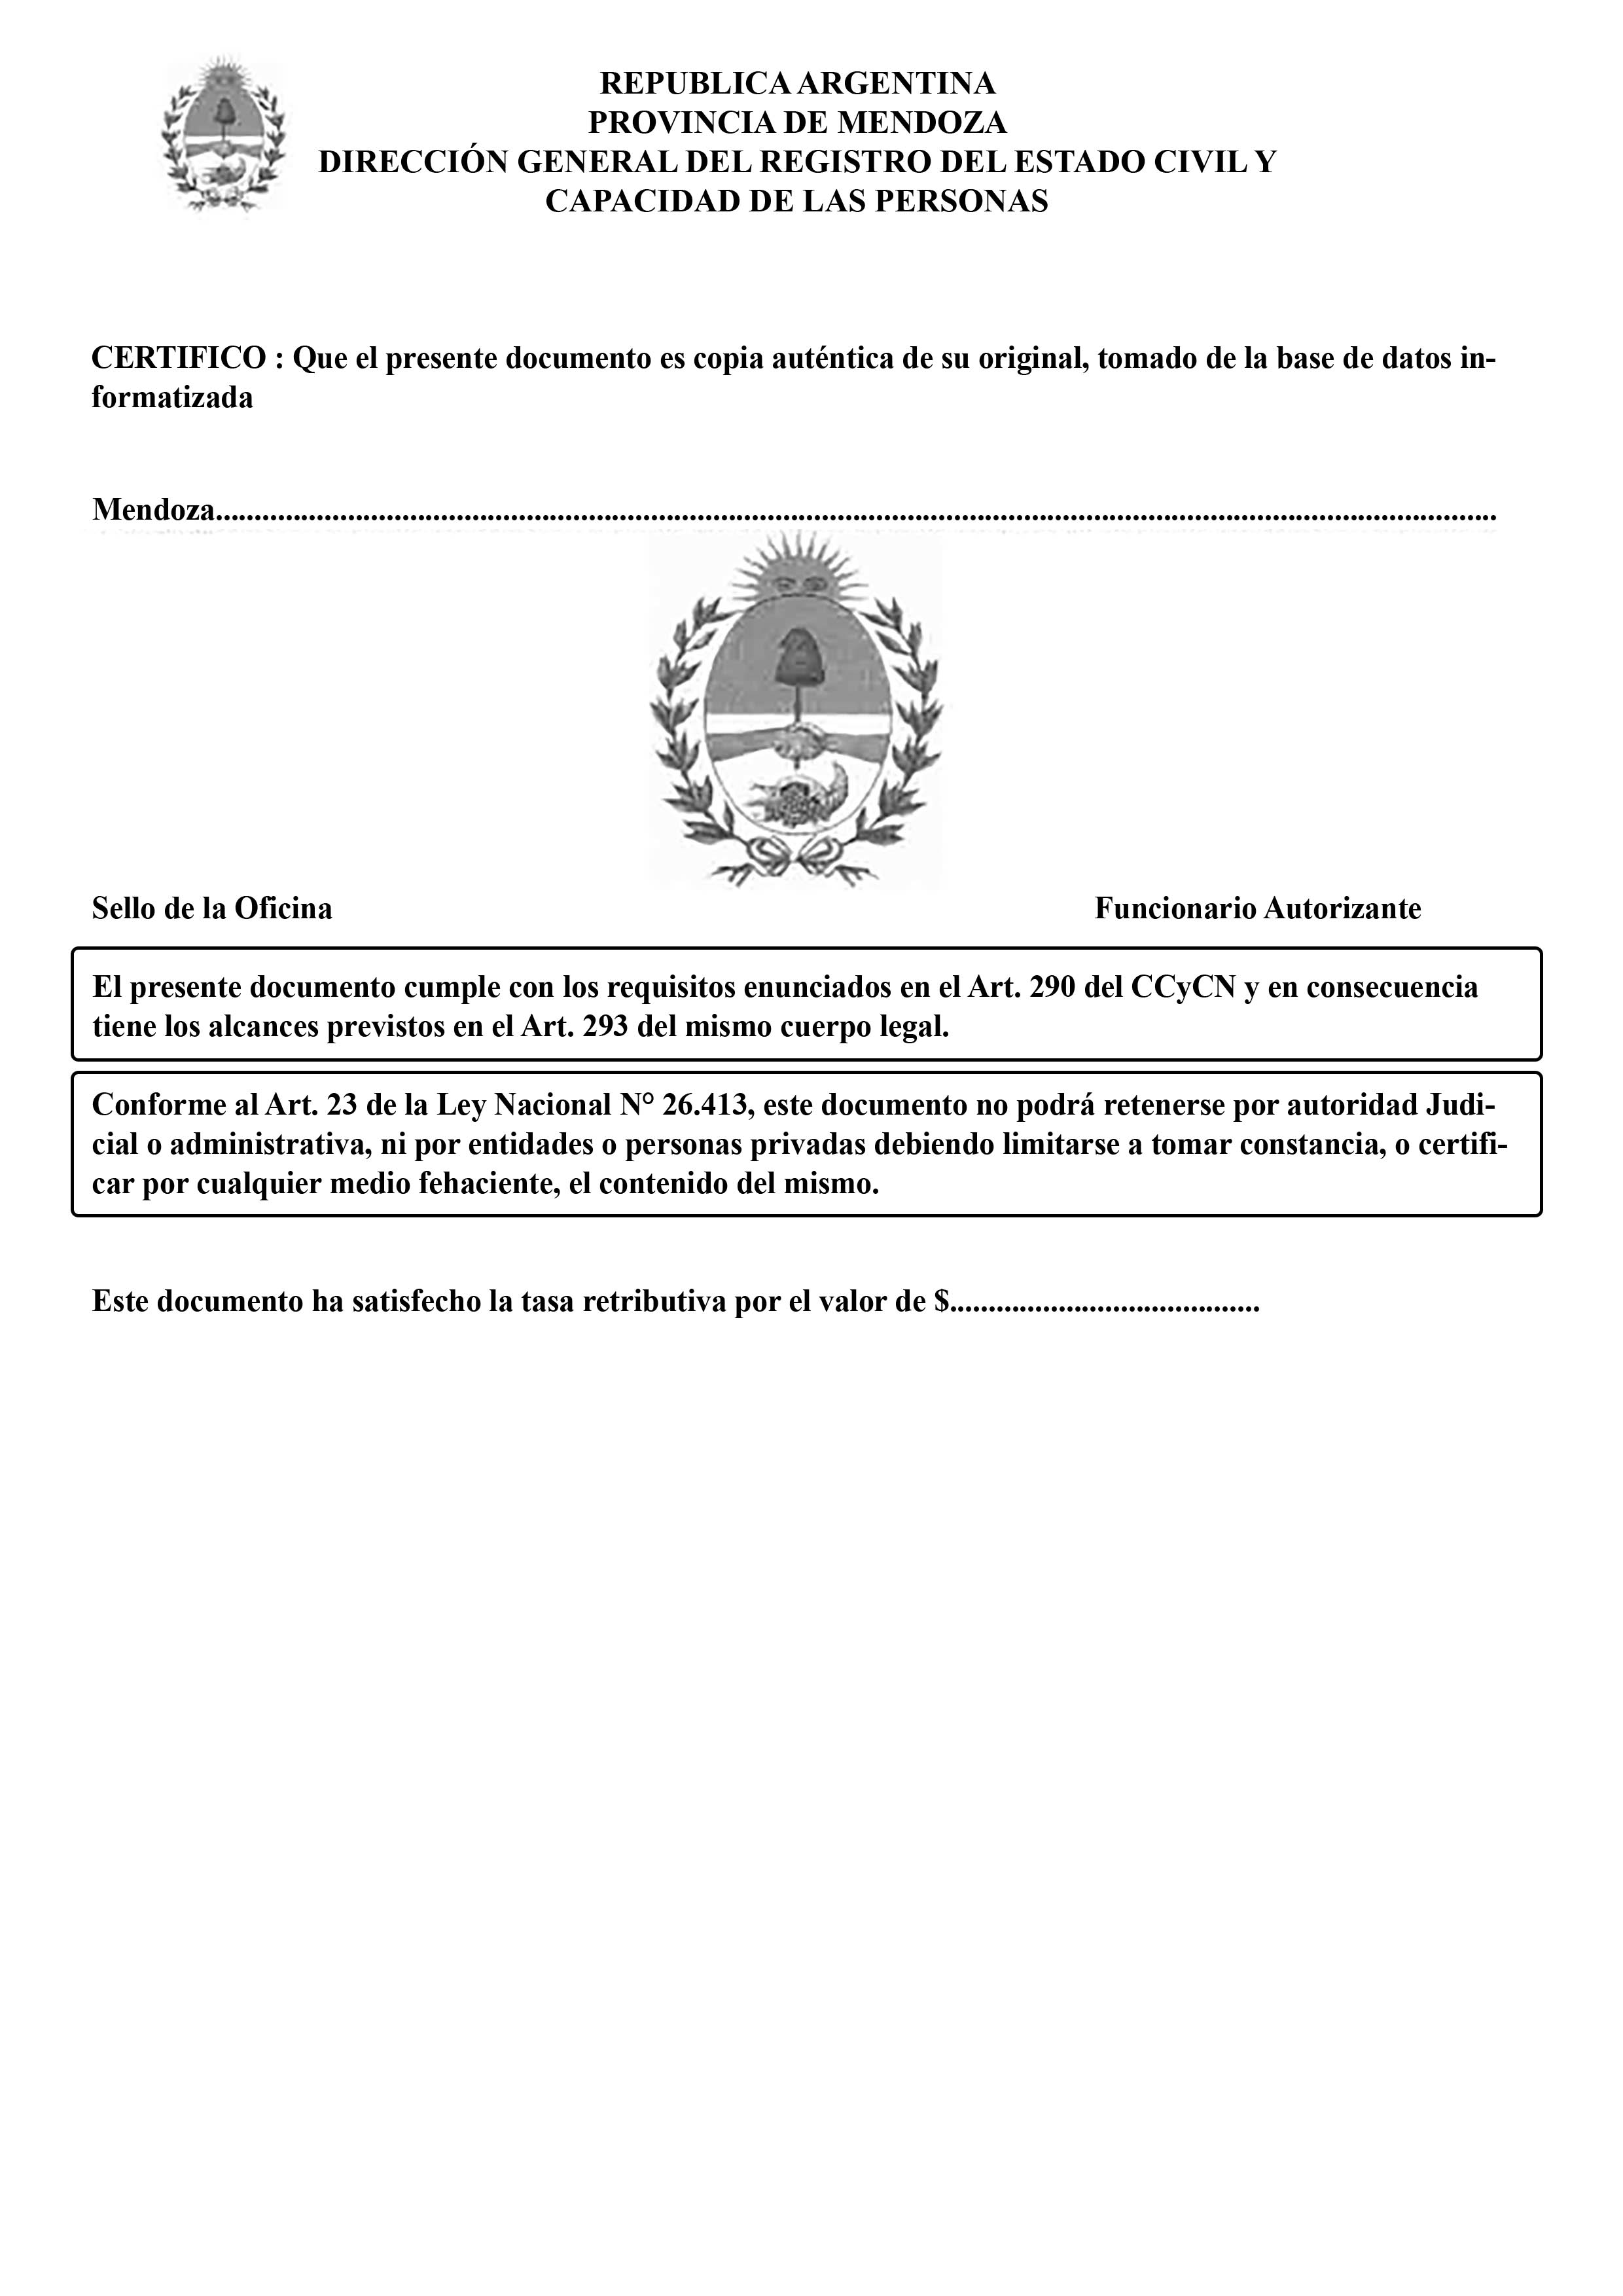 REPUBLICA ARGENTINA
PROVINCIA DE MENDOZA
DIRECCIÓN GENERAL DEL REGISTRO DEL ESTADO CIVIL Y
CAPACIDAD DE LAS PERSONAS
CERTIFICO : Que el presente documento es copia auténtica de su original, tomado de la base de datos in-
formatizada
Mendoza....................................................................................................................................................................
Sello de la Oficina
Funcionario Autorizante
El presente documento cumple con los requisitos enunciados en el Art. 290 del CCyCN y en consecuencia
tiene los alcances previstos en el Art. 293 del mismo cuerpo legal.
Conforme al Art. 23 de la Ley Nacional N° 26.413, este documento no podrá retenerse por autoridad Judi-
cial o administrativa, ni por entidades o personas privadas debiendo limitarse a tomar constancia, o certifi-
car por cualquier medio fehaciente, el contenido del mismo.
Este documento ha satisfecho la tasa retributiva por el valor de $........................................